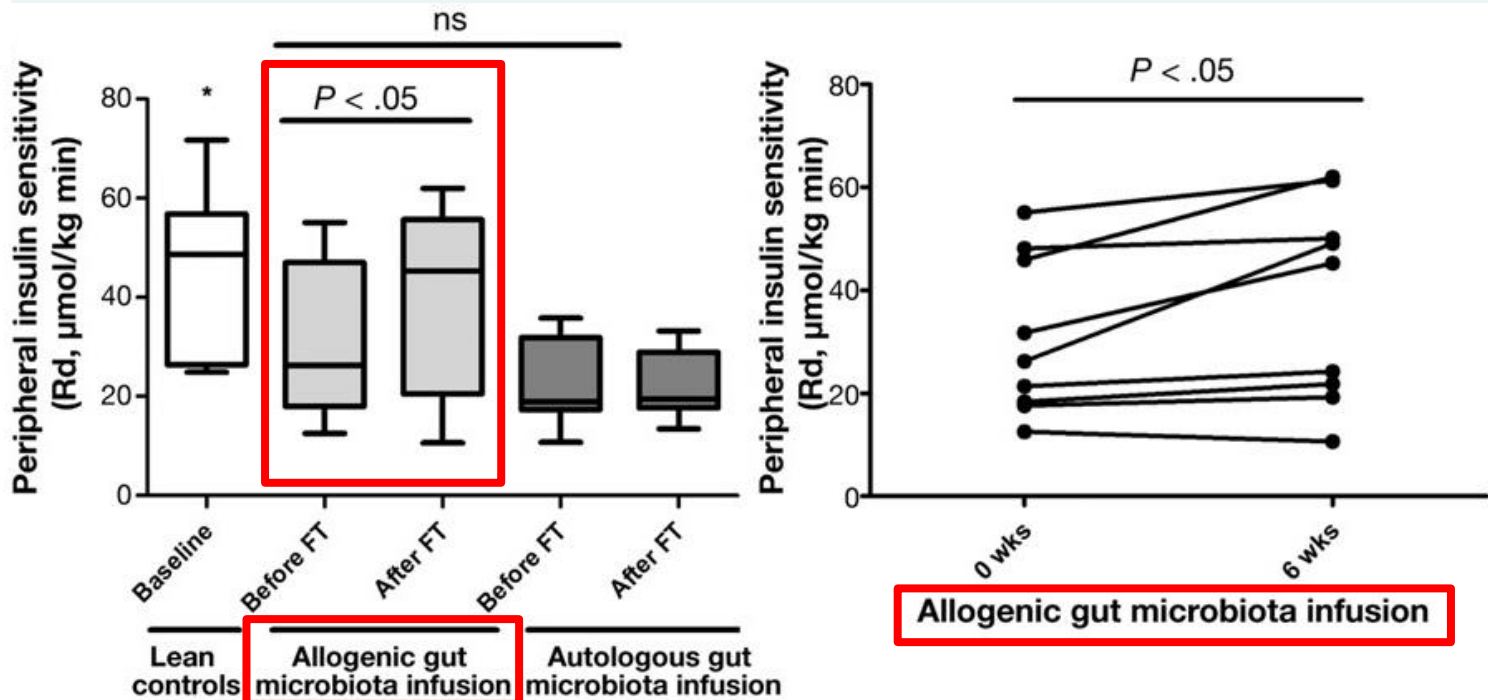 ns
P < .05
*
Peripheral insulin sensitivity
(Rd, µmol/kg min)
80
60
40
20
0
Baseline
Before FT
After FT
Before FT
After FT
Lean
controls
Allogenic gut
microbiota infusion
Autologous gut
microbiota infusion
P < .05
Peripheral insulin sensitivity
(Rd, µmol/kg min)
80
60
40
20
0
0 wks
6 wks
Allogenic gut microbiota infusion